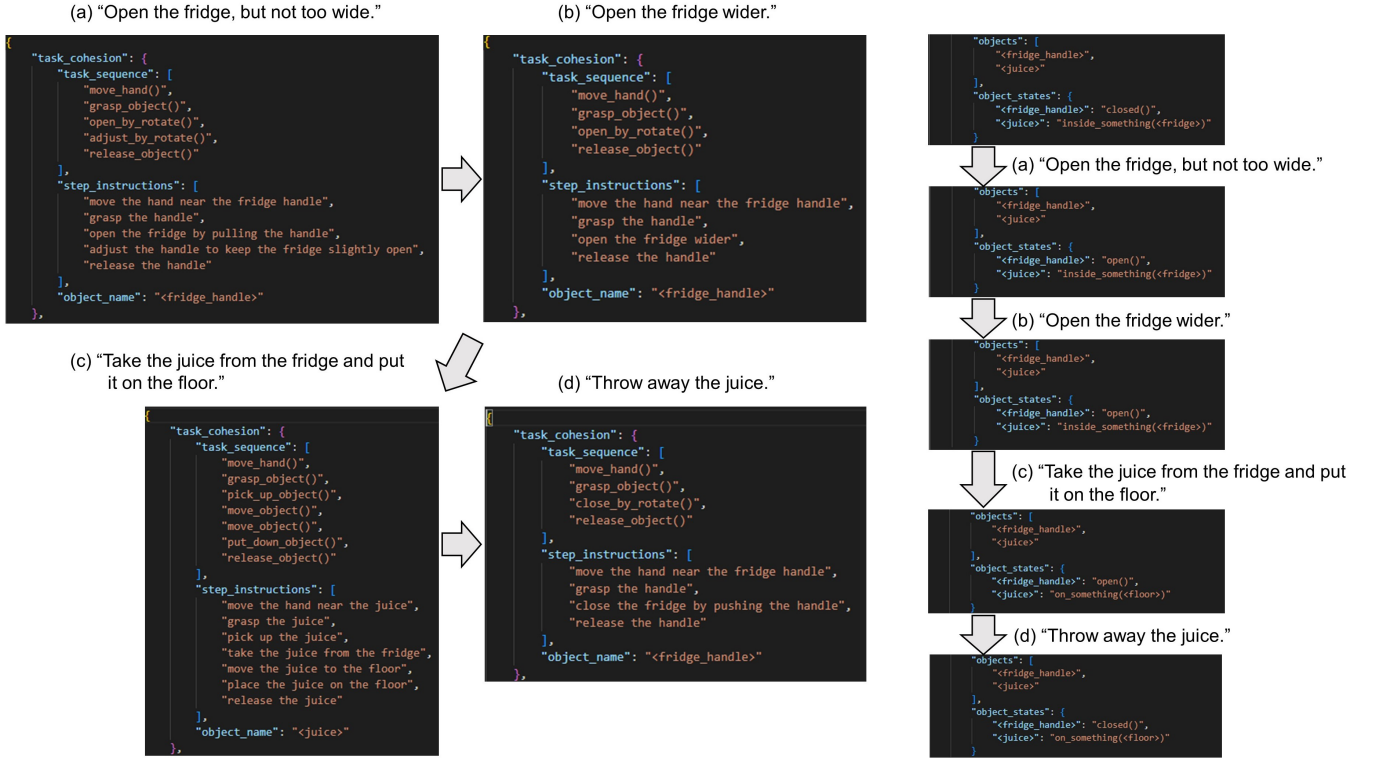 (a) “Open the fridge, but not too wide.”
{
"task_cohesion": {
"task_sequence": [
"move_hand()",
"grasp_object()",
"open_by_rotate()",
"adjust_by_rotate()",
"release_object()"
],
"step_instructions": [
"move the hand near the fridge handle",
"grasp the handle",
"open the fridge by pulling the handle",
"adjust the handle to keep the fridge slightly open",
"release the handle"
],
"object_name": "<fridge_handle>"
},
(b) “Open the fridge wider.”
{
"task_cohesion": {
"task_sequence": [
"move_hand()",
"grasp_object()",
"open_by_rotate()",
"release_object()"
],
"step_instructions": [
"move the hand near the fridge handle",
"grasp the handle",
"open the fridge wider",
"release the handle"
],
"object_name": "<fridge_handle>"
},
(c) “Take the juice from the fridge and put
it on the floor.”
{
"task_cohesion": {
"task_sequence": [
"move_hand()",
"grasp_object()",
"pick_up_object()",
"move_object()",
"move_object()",
"put_down_object()",
"release_object()"
],
"step_instructions": [
"move the hand near the juice",
"grasp the juice",
"pick up the juice",
"take the juice from the fridge",
"move the juice to the floor",
"place the juice on the floor",
"release the juice"
],
"object_name": "<juice>"
},
(d) “Throw away the juice.”
{
"task_cohesion": {
"task_sequence": [
"move_hand()",
"grasp_object()",
"close_by_rotate()",
"release_object()"
],
"step_instructions": [
"move the hand near the fridge handle",
"grasp the handle",
"close the fridge by pushing the handle",
"release the handle"
],
"object_name": "<fridge_handle>"
},
"objects": [
"<fridge_handle>",
"<juice>"
],
"object_states": {
"<fridge_handle>": "closed()",
"<juice>": "inside_something(<fridge>)"
}
(a) “Open the fridge, but not too wide.”
"objects": [
"<fridge_handle>",
"<juice>"
],
"object_states": {
"<fridge_handle>": "open()",
"<juice>": "inside_something(<fridge>)"
}
(b) “Open the fridge wider.”
"objects": [
"<fridge_handle>",
"<juice>"
],
"object_states": {
"<fridge_handle>": "open()",
"<juice>": "inside_something(<fridge>)"
}
(c) “Take the juice from the fridge and put
it on the floor.”
"objects": [
"<fridge_handle>",
"<juice>"
],
"object_states": {
"<fridge_handle>": "open()",
"<juice>": "on_something(<floor>)"
}
(d) “Throw away the juice.”
"objects": [
"<fridge_handle>",
"<juice>"
],
"object_states": {
"<fridge_handle>": "closed()",
"<juice>": "on_something(<floor>)"
}